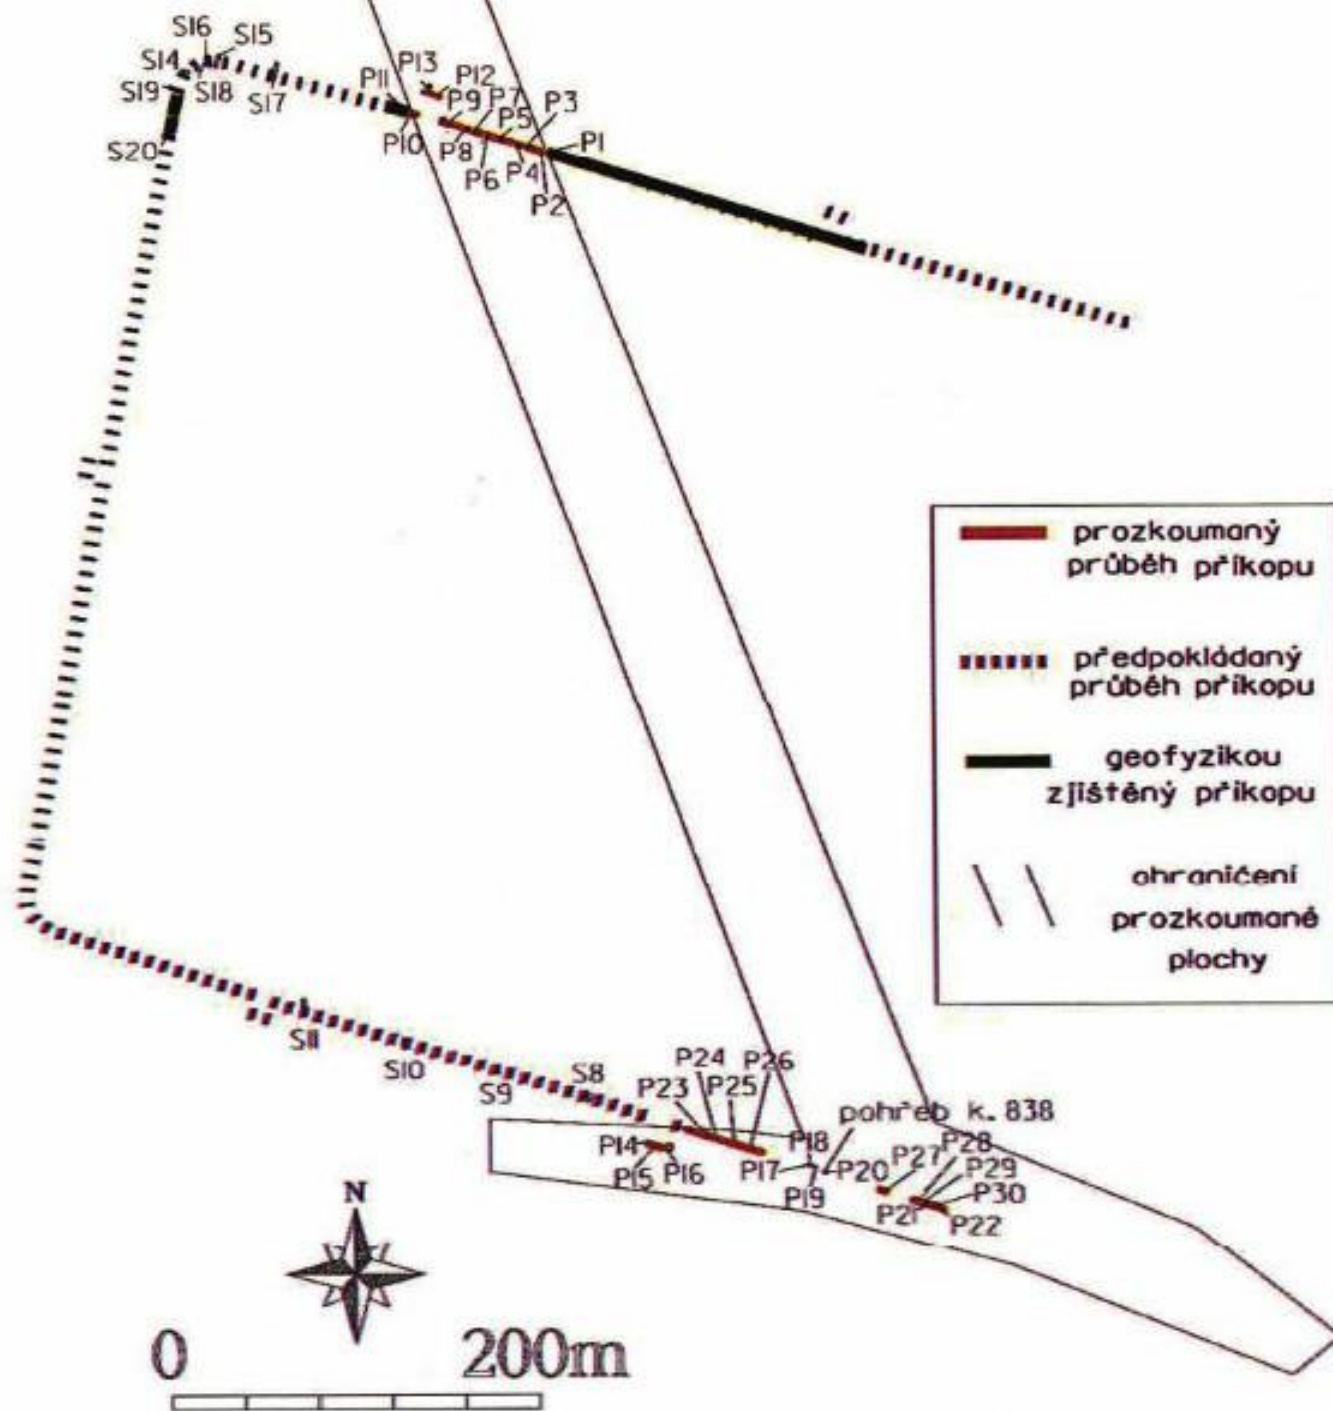 S16
S15
S14
S19
S18
S17
S20
P13
P12
P11
P9
P7
P3
P10
P8
P5
P1
P6
P4
P2
prozkoumaný
průběh příkopu
předpokládaný
průběh příkopu
geofyzikou
zjištěný příkopu
ohraničení
prozkoumané
plochy
S11
S10
S9
S8
P24
P26
P23
P25
pohřeb k. 838
P14
P18
P28
P15
P16
P17
P20
P27
P29
P19
P21
P30
P22
N
0
200m